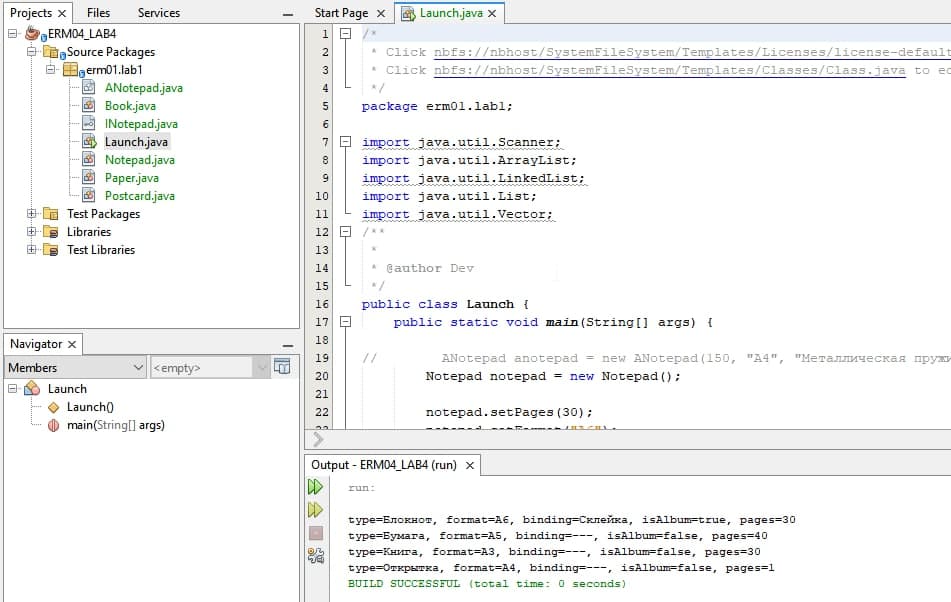 Projects Files Services
ERM04_LAB4
Source Packages
erm01.lab1
ANotepad.java
Book.java
INotepad.java
Launch.java
Notepad.java
Paper.java
Postcard.java
Test Packages
Libraries
Test Libraries
Navigator
Members <empty>
Launch
Launch()
main(String[] args)
Start Page Launch.java
1 /*
2 * Click nbfs://nbhost/SystemFileSystem/Templates/Licenses/license-default
3 * Click nbfs://nbhost/SystemFileSystem/Templates/Classes/Class.java to ed
4 */
5 package erm01.lab1;
6
7 import java.util.Scanner;
8 import java.util.ArrayList;
9 import java.util.LinkedList;
10 import java.util.List;
11 import java.util.Vector;
12 /**
13 *
14 * @author Dev
15 */
16 public class Launch {
17 public static void main(String[] args) {
18
19 // ANotepad anotepad = new ANotepad(150, "A4", "Металлическая пружи
20 Notepad notepad = new Notepad();
21
22 notepad.setPages(30);
Output - ERM04_LAB4 (run)
run:
type=Блокнот, format=A6, binding=Склейка, isAlbum=true, pages=30
type=Бумага, format=A5, binding=---, isAlbum=false, pages=40
type=Книга, format=A3, binding=---, isAlbum=false, pages=30
type=Открытка, format=A4, binding=---, isAlbum=false, pages=1
BUILD SUCCESSFUL (total time: 0 seconds)